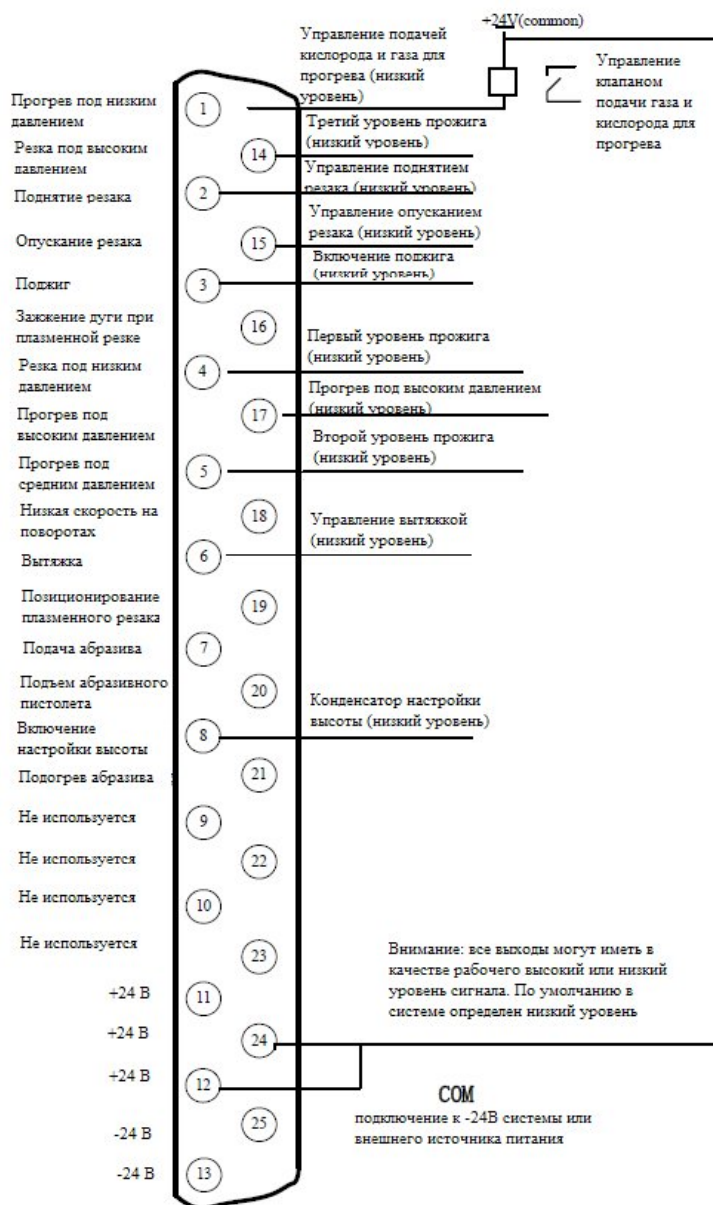 +24V(common)
Управление подачей
кислорода и газа для
прогрева (низкий
уровень)
Управление
клапаном
подачи газа и
кислорода для
прогрева
Прогрев под низким
давлением
1
Третий уровень прожига
(низкий уровень)
Резка под высоким
давлением
14
Управление поднятием
резака (низкий уровень)
Поднятие резака
2
Управление опусканием
резака (низкий уровень)
Опускание резака
15
Включение поджига
(низкий уровень)
Поджиг
3
Зажжение дуги при
плазменной резке
16
Первый уровень прожига
(низкий уровень)
Резка под низким
давлением
4
Прогрев под высоким давлением
(низкий уровень)
Прогрев под
высоким давлением
17
Второй уровень прожига
(низкий уровень)
Прогрев под
средним давлением
5
Низкая скорость на
поворотах
18
Управление вытяжкой
(низкий уровень)
Вытяжка
6
Позиционирование
плазменного резака
19
Подача абразива
7
Подъем абразивного
пистолета
20
Конденсатор настройки
высоты (низкий уровень)
Включение
настройки высоты
8
Подогрев абразива
21
Не используется
9
Не используется
22
Не используется
10
Не используется
23
Внимание: все выходы могут иметь в
качестве рабочего высокий или низкий
уровень сигнала. По умолчанию в
системе определен низкий уровень
+24 В
11
+24 В
24
+24 В
12
COM
подключение к -24В системы или
внешнего источника питания
-24 В
25
-24 В
13